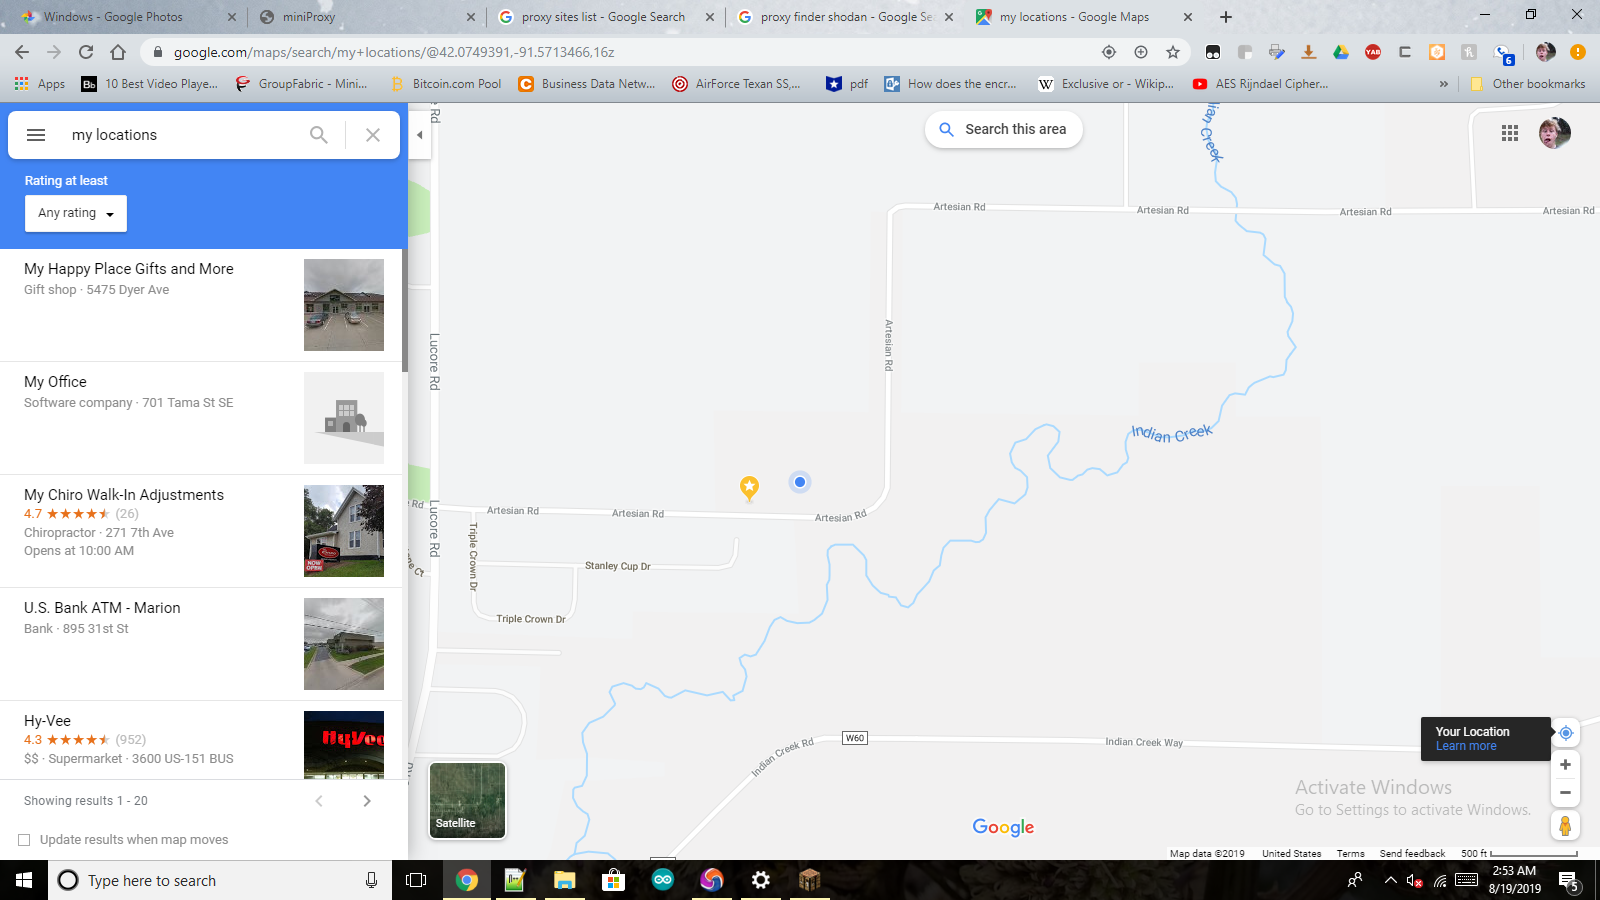 Windows - Google Photos
miniProxy
proxy sites list - Google Search
proxy finder shodan - Google Se
my locations - Google Maps
google.com/maps/search/my+locations/@42.0749391,-91.5713466,16z
YAB
6
Apps
Bb
10 Best Video Playe...
GroupFabric - Mini...
Bitcoin.com Pool
Business Data Netw...
AirForce Texan SS,...
pdf
How does the encr...
W
Exclusive or - Wikip...
AES Rijndael Cipher...
»
Other bookmarks
my locations
Rating at least
Any rating
My Happy Place Gifts and More
Gift shop · 5475 Dyer Ave
My Office
Software company · 701 Tama St SE
My Chiro Walk-In Adjustments
4.7 ★★★★★ (26)
Chiropractor · 271 7th Ave
Opens at 10:00 AM
NOW OPEN
U.S. Bank ATM - Marion
Bank · 895 31st St
Hy-Vee
4.3 ★★★★★ (952)
$$ · Supermarket · 3600 US-151 BUS
HyVee
Showing results 1 - 20
Update results when map moves
Search this area
Rd
Indian Creek
Artesian Rd
Artesian Rd
Artesian Rd
Artesian Rd
Artesian Rd
Lucore Rd
Indian Creek
Rd
Artesian Rd
Artesian Rd
Artesian Rd
Lucore Rd
Triple Crown Dr
Stanley Cup Dr
Ct
Triple Crown Dr
W60
Indian Creek Rd
Indian Creek Way
Your Location
Learn more
Satellite
Google
Activate Windows
Go to Settings to activate Windows.
Map data ©2019
United States
Terms
Send feedback
500 ft
Type here to search
2:53 AM
8/19/2019
5